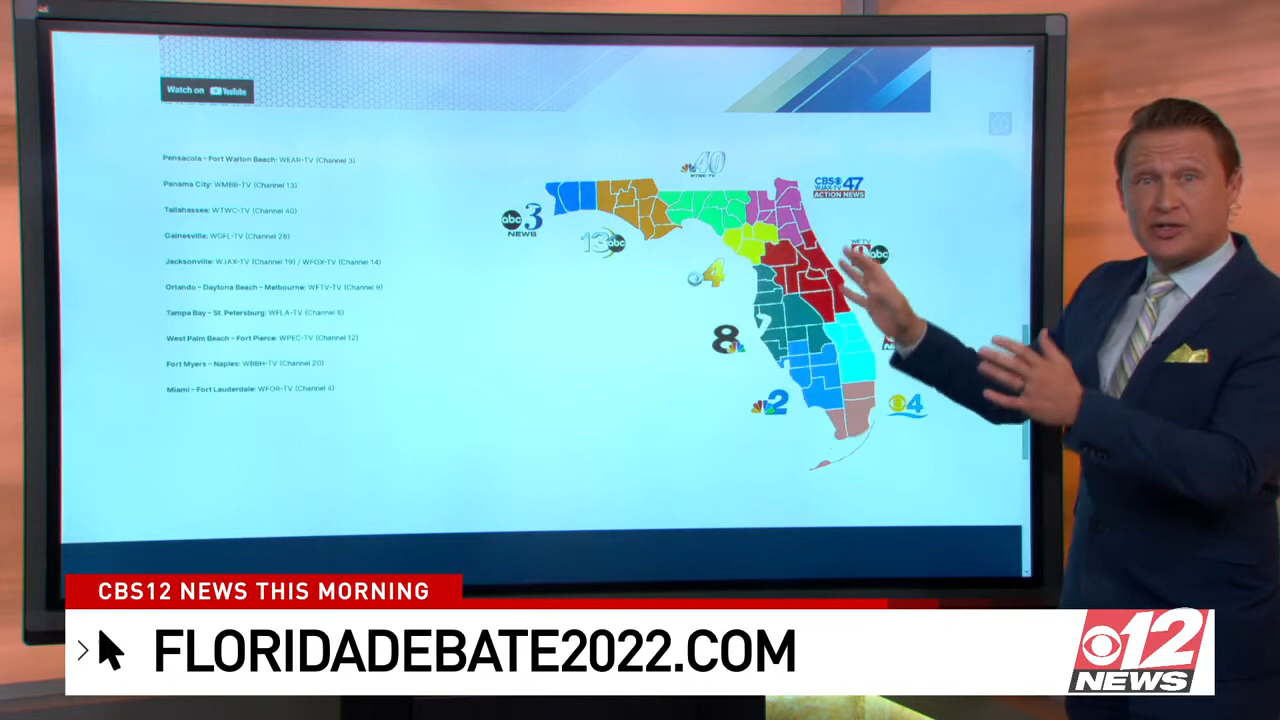 Watch on YouTube
Pensacola - Fort Walton Beach: WEAR-TV (Channel 3)
Panama City: WMBB-TV (Channel 13)
Tallahassee: WTWC-TV (Channel 40)
Gainesville: WGFL-TV (Channel 28)
Jacksonville: WJAX-TV (Channel 19) / WFOX-TV (Channel 14)
Orlando - Daytona Beach - Melbourne: WFTV-TV (Channel 9)
Tampa Bay - St. Petersburg: WFLA-TV (Channel 8)
West Palm Beach - Fort Pierce: WPEC-TV (Channel 12)
Fort Myers - Naples: WBBH-TV (Channel 20)
Miami - Fort Lauderdale: WFOR-TV (Channel 4)
40
WTWC-TV
CBS 47
WJAX-TV
ACTION NEWS
abc 3
NEWS
13 abc
WFTV
abc
4
8
2
4
CBS12 NEWS THIS MORNING
FLORIDADEBATE2022.COM
12
NEWS